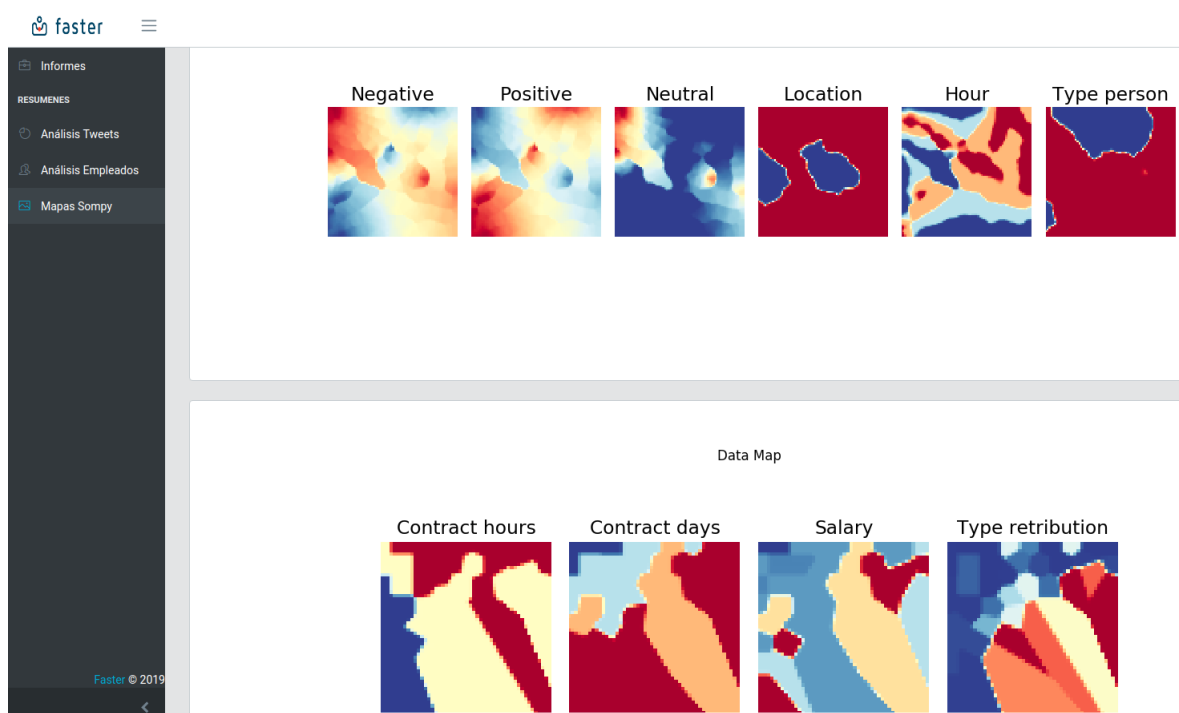 faster
Informes
RESUMENES
Análisis Tweets
Análisis Empleados
Mapas Sompy
Faster © 2019
Negative Positive Neutral Location Hour Type person
Data Map
Contract hours Contract days Salary Type retribution